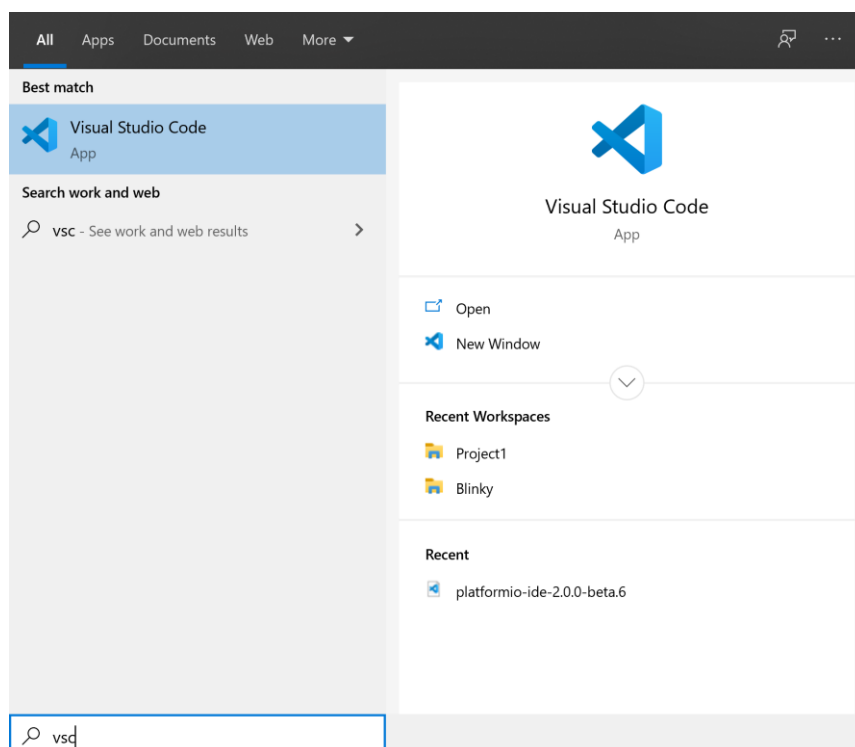 All Apps Documents Web More
Best match
Visual Studio Code
App
Search work and web
vsc - See work and web results
Visual Studio Code
App
Open
New Window
Recent Workspaces
Project1
Blinky
Recent
platformio-ide-2.0.0-beta.6
vsc